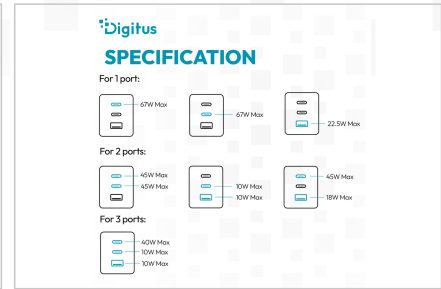 Digitus
SPECIFICATION
For 1 port:
67W Max
67W Max
22.5W Max
For 2 ports:
45W Max
45W Max
10W Max
10W Max
45W Max
18W Max
For 3 ports:
40W Max
10W Max
10W Max